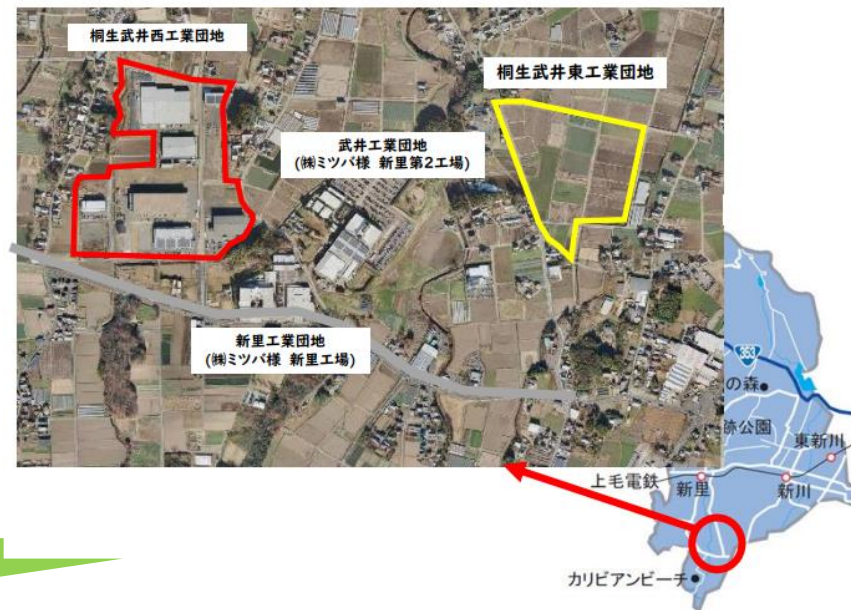 桐生武井西工業団地
桐生武井東工業団地
武井工業団地
(㈱ミツバ様 新里第2工場)
新里工業団地
(㈱ミツバ様 新里工場)
353
の森
跡公園
東新川
上毛電鉄
新里
新川
カリビアンビーチ